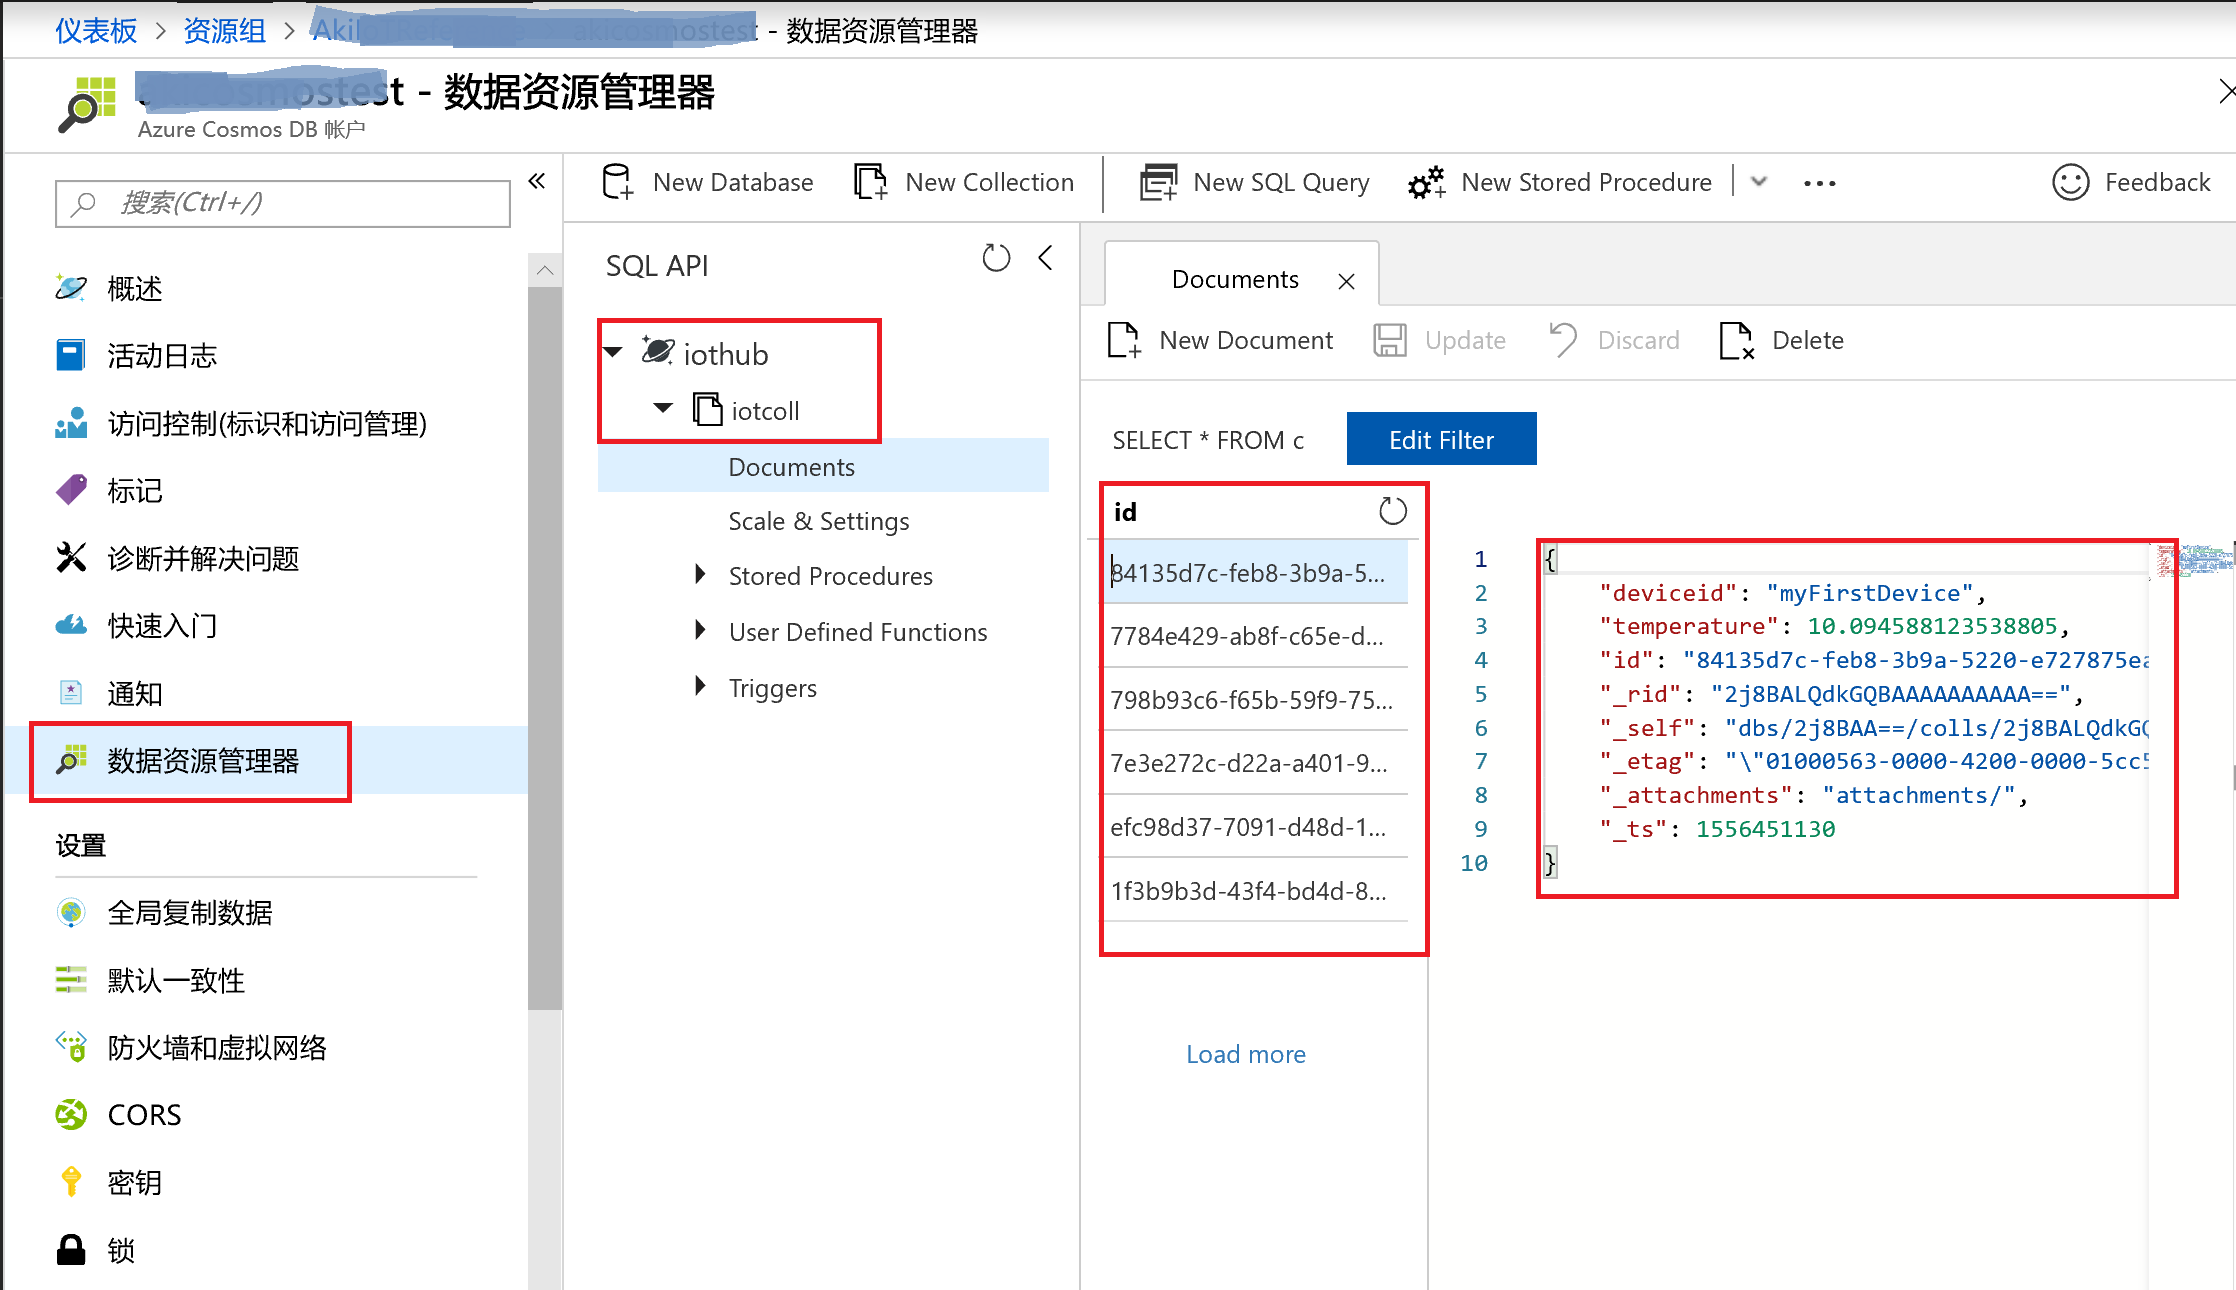 仪表板 > 资源组 > - 数据资源管理器
- 数据资源管理器
Azure Cosmos DB 帐户
搜索(Ctrl+/)
«
概述
活动日志
访问控制(标识和访问管理)
标记
诊断并解决问题
快速入门
通知
数据资源管理器
设置
全局复制数据
默认一致性
防火墙和虚拟网络
CORS
密钥
锁
New Database
New Collection
New SQL Query
New Stored Procedure
Feedback
SQL API
iothub
iotcoll
Documents
Scale & Settings
Stored Procedures
User Defined Functions
Triggers
Documents
New Document
Update
Discard
Delete
SELECT * FROM c
Edit Filter
id
84135d7c-feb8-3b9a-5...
7784e429-ab8f-c65e-d...
798b93c6-f65b-59f9-75...
7e3e272c-d22a-a401-9...
efc98d37-7091-d48d-1...
1f3b9b3d-43f4-bd4d-8...
Load more
1 {
2 "deviceid": "myFirstDevice",
3 "temperature": 10.094588123538805,
4 "id": "84135d7c-feb8-3b9a-5220-e727875ea
5 "_rid": "2j8BALQdkGQBAAAAAAAAAA==",
6 "_self": "dbs/2j8BAA==/colls/2j8BALQdkGQ
7 "_etag": "\"01000563-0000-4200-0000-5cc5
8 "_attachments": "attachments/",
9 "_ts": 1556451130
10 }